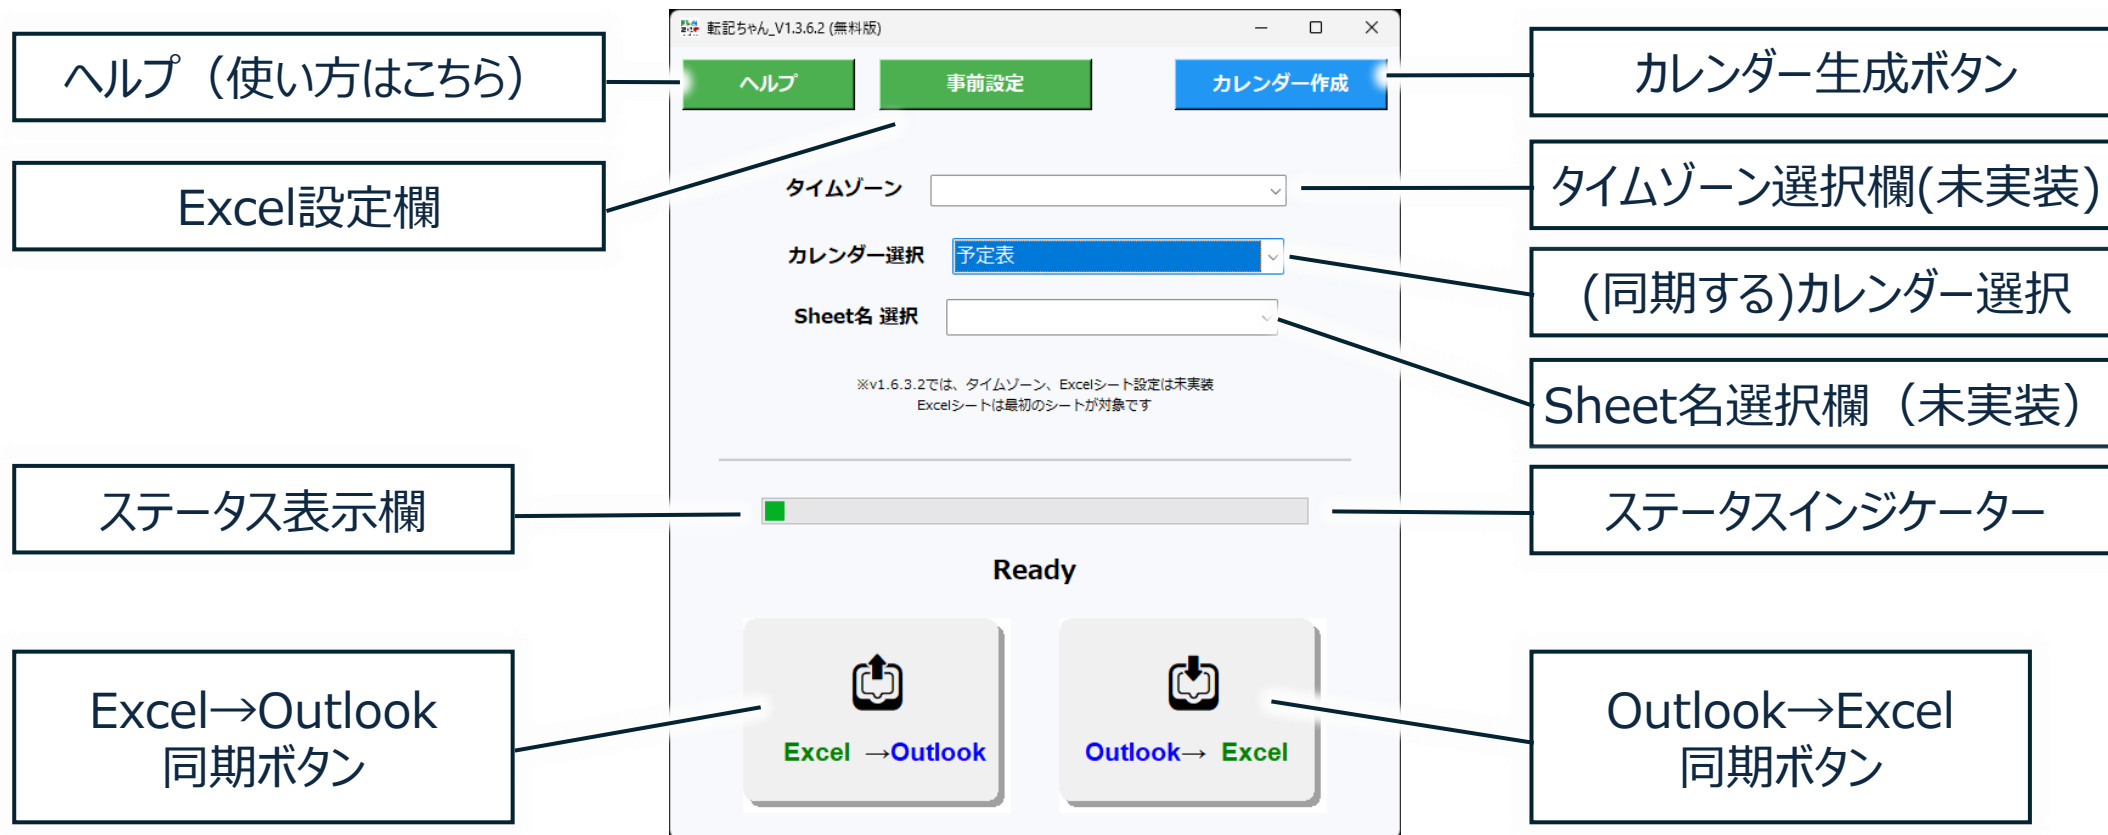 転記ちゃん_V1.3.6.2 (無料版)
ヘルプ（使い方はこちら）
ヘルプ
事前設定
カレンダー作成
カレンダー生成ボタン
Excel設定欄
タイムゾーン
タイムゾーン選択欄(未実装)
カレンダー選択
予定表
(同期する)カレンダー選択
Sheet名 選択
※v1.6.3.2では、タイムゾーン、Excelシート設定は未実装
Excelシートは最初のシートが対象です
Sheet名選択欄（未実装）
ステータス表示欄
ステータスインジケーター
Ready
Excel→Outlook
同期ボタン
Excel →Outlook
Outlook→ Excel
Outlook→Excel
同期ボタン